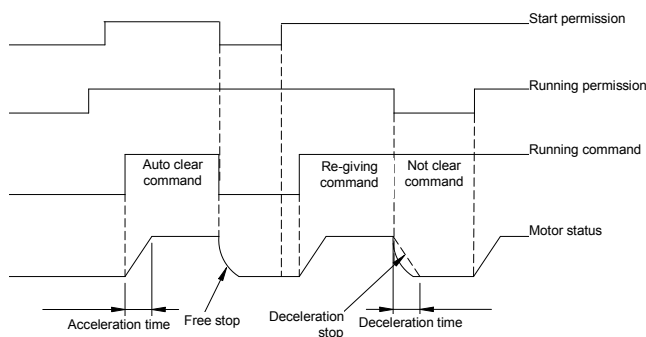 Start permission
Running permission
Running command
Auto clear
command
Re-giving
command
Not clear
command
Motor status
Acceleration time
Free stop
Deceleration
stop
Deceleration time